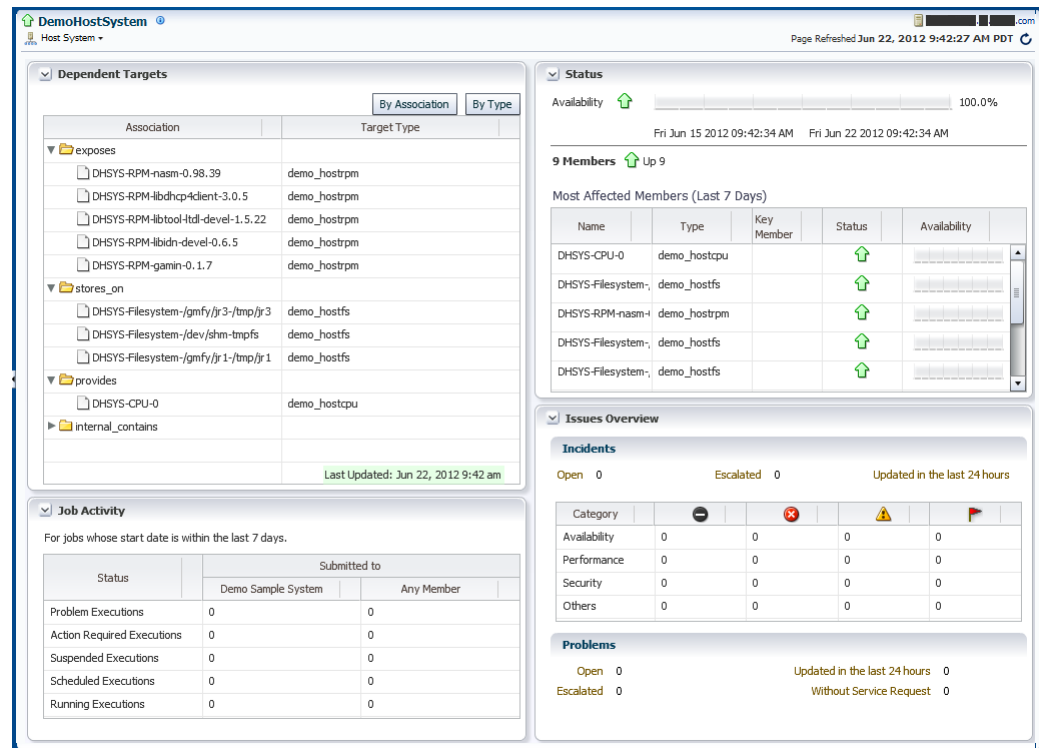 DemoHostSystem
.com
Host System
Page Refreshed Jun 22, 2012 9:42:27 AM PDT
Dependent Targets
By Association By Type
Association Target Type
exposes
DHSYS-RPM-nasm-0.98.39 demo_hostrpm
DHSYS-RPM-libdhcp4client-3.0.5 demo_hostrpm
DHSYS-RPM-libtool-ltdl-devel-1.5.22 demo_hostrpm
DHSYS-RPM-libidn-devel-0.6.5 demo_hostrpm
DHSYS-RPM-gamin-0.1.7 demo_hostrpm
stores_on
DHSYS-Filesystem-/gmfy/jr3-/tmp/jr3 demo_hostfs
DHSYS-Filesystem-/dev/shm-tmpfs demo_hostfs
DHSYS-Filesystem-/gmfy/jr1-/tmp/jr1 demo_hostfs
provides
DHSYS-CPU-0 demo_hostcpu
internal_contains
Last Updated: Jun 22, 2012 9:42 am
Job Activity
For jobs whose start date is within the last 7 days.
Status Submitted to
Demo Sample System Any Member
Problem Executions 0 0
Action Required Executions 0 0
Suspended Executions 0 0
Scheduled Executions 0 0
Running Executions 0 0
Status
Availability 100.0%
Fri Jun 15 2012 09:42:34 AM Fri Jun 22 2012 09:42:34 AM
9 Members Up 9
Most Affected Members (Last 7 Days)
Name Type Key Member Status Availability
DHSYS-CPU-0 demo_hostcpu
DHSYS-Filesystem- demo_hostfs
DHSYS-RPM-nasm- demo_hostrpm
DHSYS-Filesystem- demo_hostfs
DHSYS-Filesystem- demo_hostfs
Issues Overview
Incidents
Open 0 Escalated 0 Updated in the last 24 hours
Category
Availability 0 0 0 0
Performance 0 0 0 0
Security 0 0 0 0
Others 0 0 0 0
Problems
Open 0 Updated in the last 24 hours 0
Escalated 0 Without Service Request 0